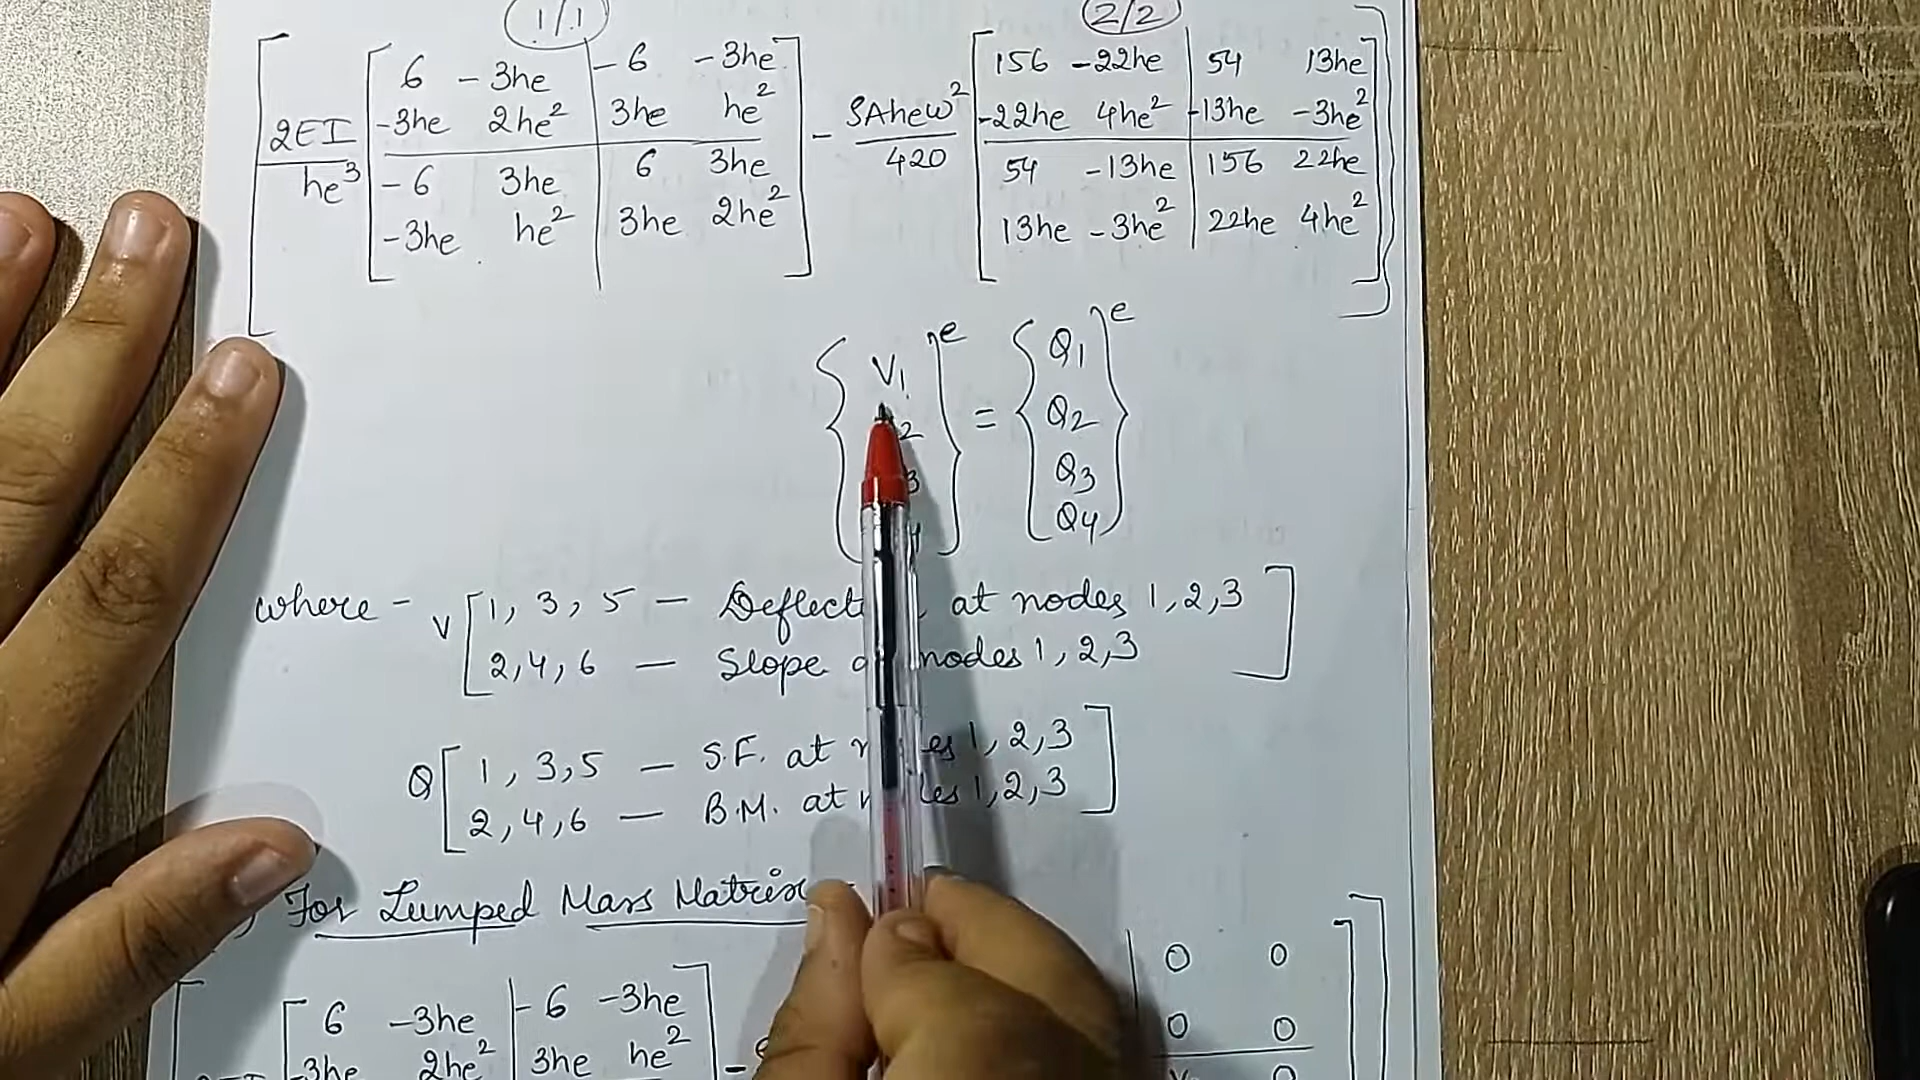 1/1 2/2
6 -3he -6 -3he 156 -22he 54 13he
-3he 2he² 3he he² -22he 4he² -13he -3he²
2EI/he³ - ρAheω²/420
-6 3he 6 3he 54 -13he 156 22he
-3he he² 3he 2he² 13he -3he² 22he 4he²
{V1 2 3 }e = {Q1 Q2 Q3 Q4}e
where - V[1, 3, 5 — at nodes 1,2,3]
2,4,6 — Slope nodes 1,2,3
Q[1, 3,5 — S.F. at 1,2,3]
2,4,6 — B.M. at 1,2,3
For Lumped Mass Matrix
6 -3he -6 -3he 0 0
-3he 2he² 3he he² - 0 0
0